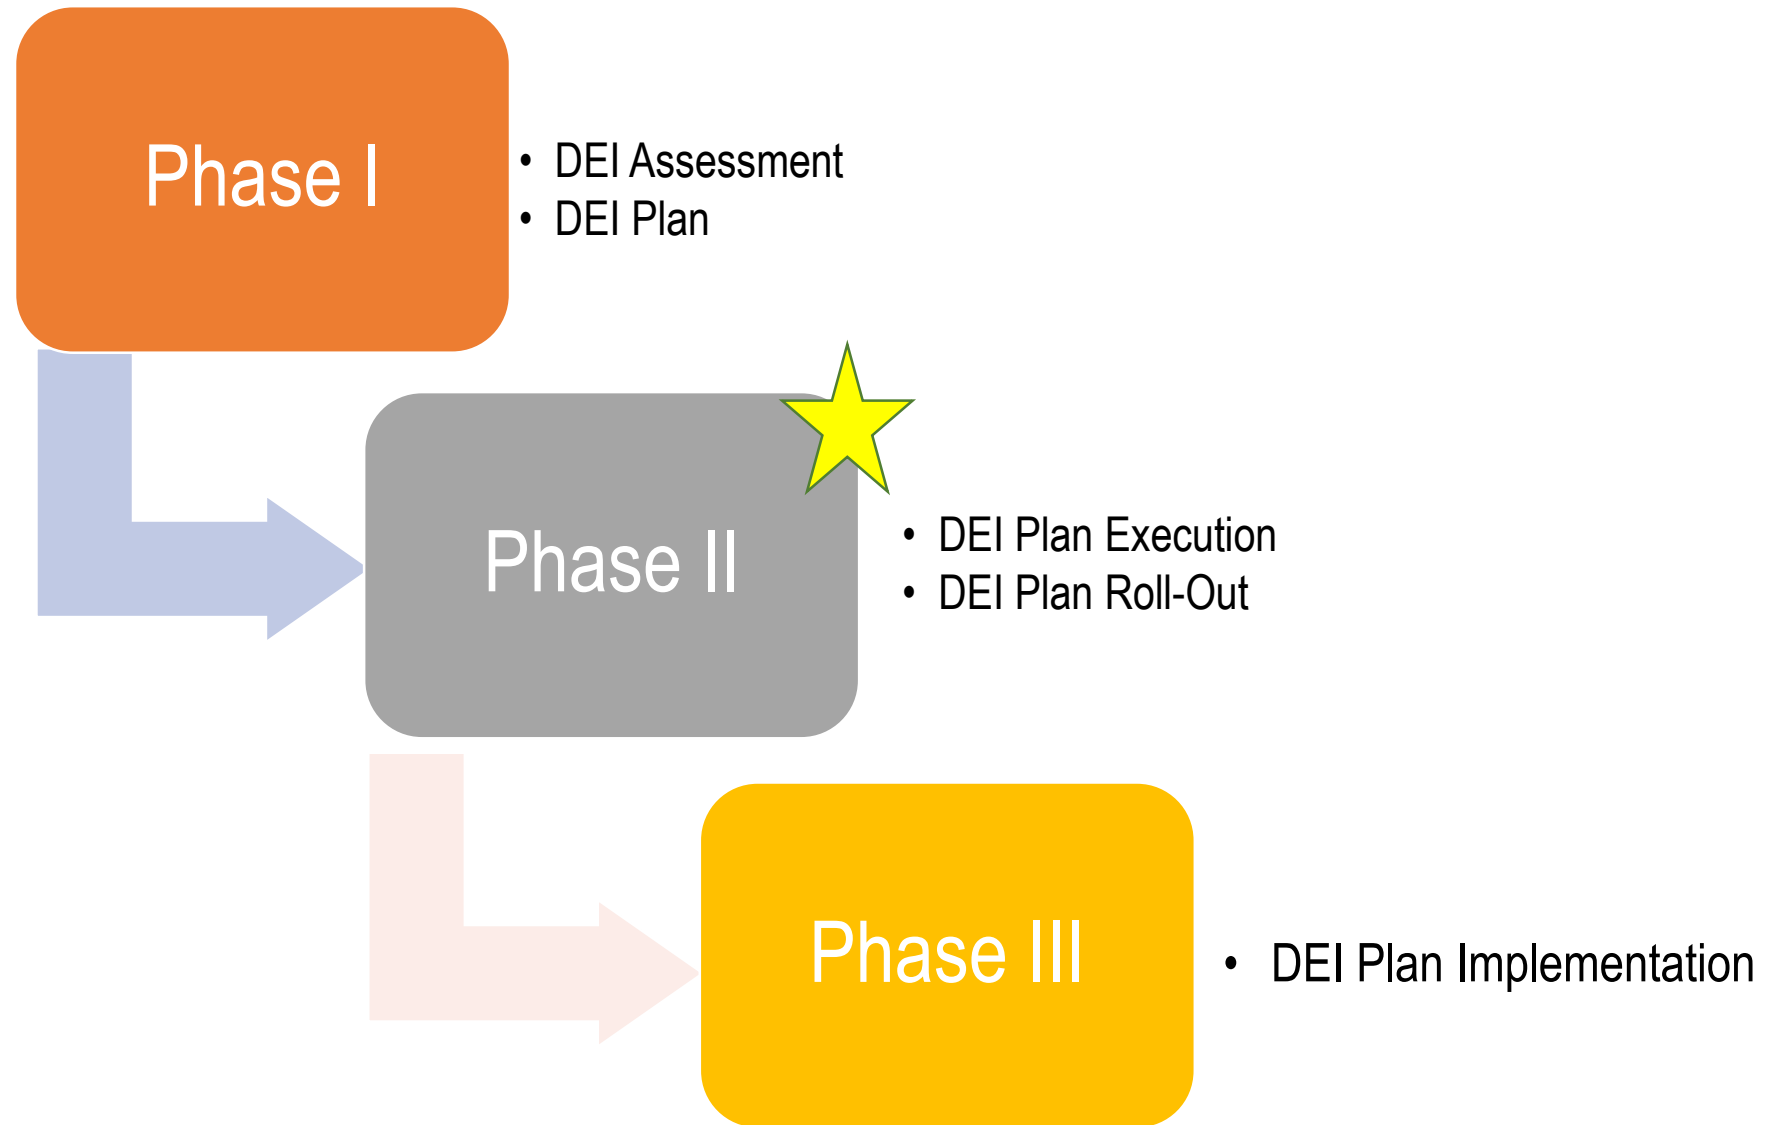 Phase I
• DEI Assessment
• DEI Plan
Phase II
• DEI Plan Execution
• DEI Plan Roll-Out
Phase III
• DEI Plan Implementation